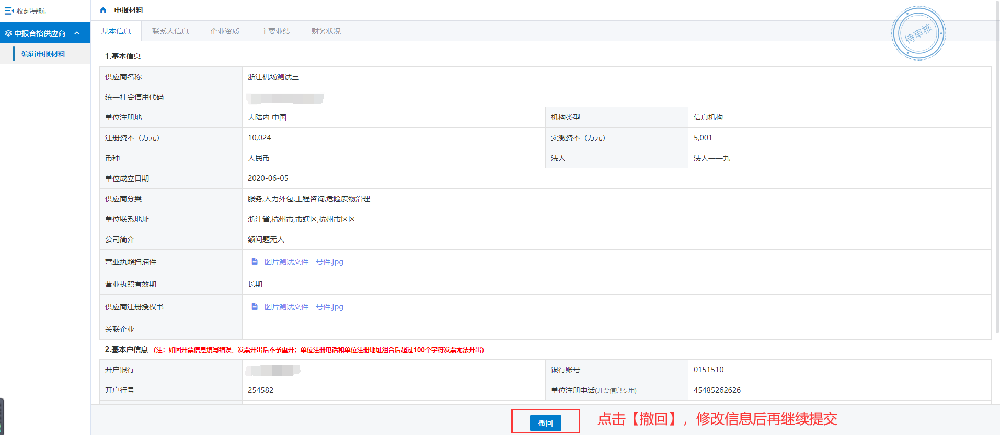 收起导航
申报材料
申报合格供应商
编辑申报材料
基本信息 联系人信息 企业资质 主要业绩 财务状况
待审核
1.基本信息
供应商名称 浙江机场测试三
统一社会信用代码
单位注册地 大陆内 中国 机构类型 信息机构
注册资本（万元） 10,024 实缴资本（万元） 5,001
币种 人民币 法人 法人一一九
单位成立日期 2020-06-05
供应商分类 服务,人力外包,工程咨询,危险废物治理
单位联系地址 浙江省,杭州市,市辖区,杭州市区区
公司简介 额问题无人
营业执照扫描件 图片测试文件一号件.jpg
营业执照有效期 长期
供应商注册授权书 图片测试文件一号件.jpg
关联企业
2.基本户信息（注：如因开票信息填写错误，发票开出后不予重开；单位注册电话和单位注册地址组合后超过100个字符发票无法开出）
开户银行 银行账号 0151510
开户行号 254582 单位注册电话(开票信息专用) 45485262626
撤回 点击【撤回】，修改信息后再继续提交